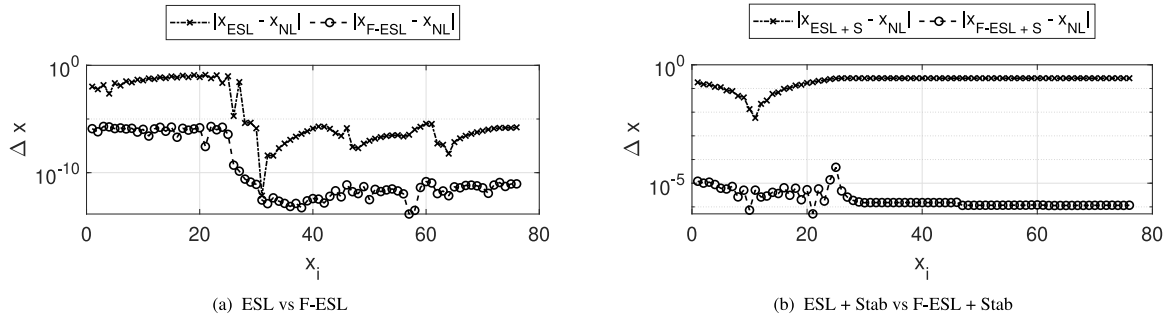 |x_ESL - x_NL| |x_F-ESL - x_NL|
10^0
10^-10
Δ x
0 20 40 60 80
x_i
(a) ESL vs F-ESL
|x_ESL + S - x_NL| |x_F-ESL + S - x_NL|
10^0
10^-5
Δ x
0 20 40 60 80
x_i
(b) ESL + Stab vs F-ESL + Stab